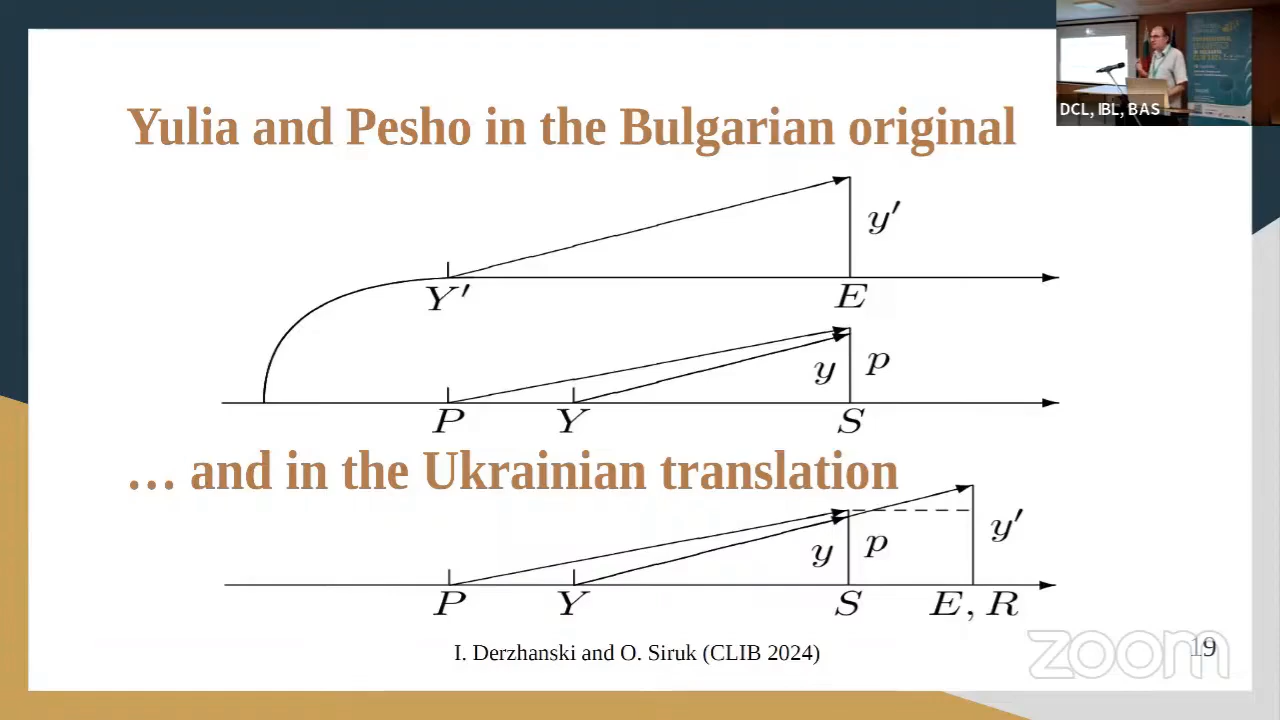 DCL, IBL, BAS
Yulia and Pesho in the Bulgarian original
y′
Y′ E
y p
P Y S
… and in the Ukrainian translation
y p y′
P Y S E, R
I. Derzhanski and O. Siruk (CLIB 2024)
19
zoom